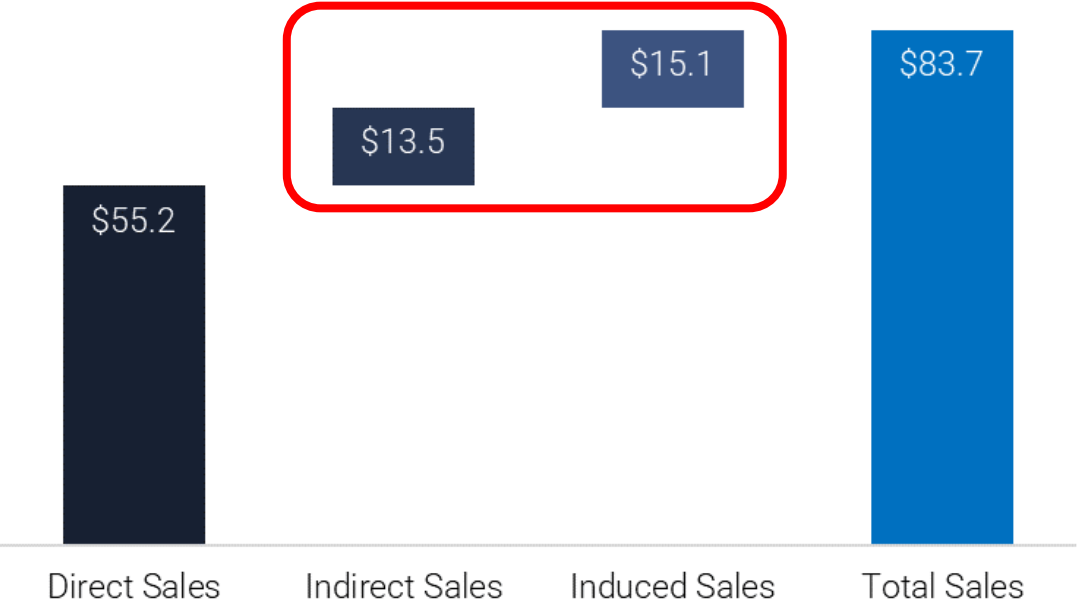 $15.1
$83.7
$13.5
$55.2
Direct Sales
Indirect Sales
Induced Sales
Total Sales